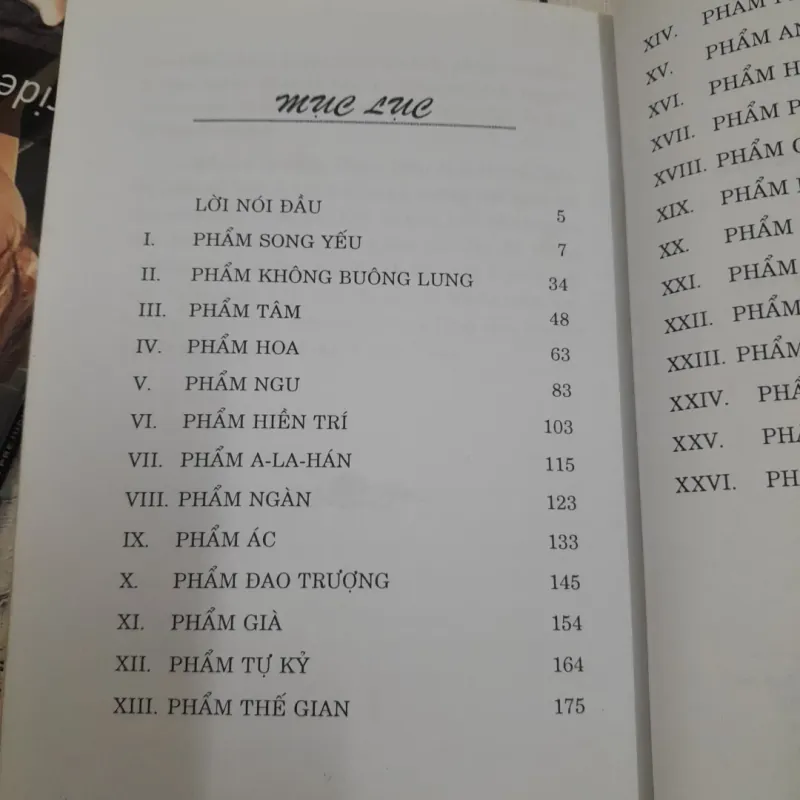 MỤC LỤC
LỜI NÓI ĐẦU 5
I. PHẨM SONG YẾU 7
II. PHẨM KHÔNG BUÔNG LUNG 34
III. PHẨM TÂM 48
IV. PHẨM HOA 63
V. PHẨM NGU 83
VI. PHẨM HIỀN TRÍ 103
VII. PHẨM A-LA-HÁN 115
VIII. PHẨM NGÀN 123
IX. PHẨM ÁC 133
X. PHẨM ĐAO TRƯỢNG 145
XI. PHẨM GIÀ 154
XII. PHẨM TỰ KỶ 164
XIII. PHẨM THẾ GIAN 175
XIV. PHẨM
XV. PHẨM
XVI. PHẨM
XVII. PHẨM
XVIII. PHẨM
XIX. PHẨM
XX. PHẨM
XXI. PHẨM
XXII. PHẨM
XXIII. PHẨM
XXIV.
XXV.
XXVI.